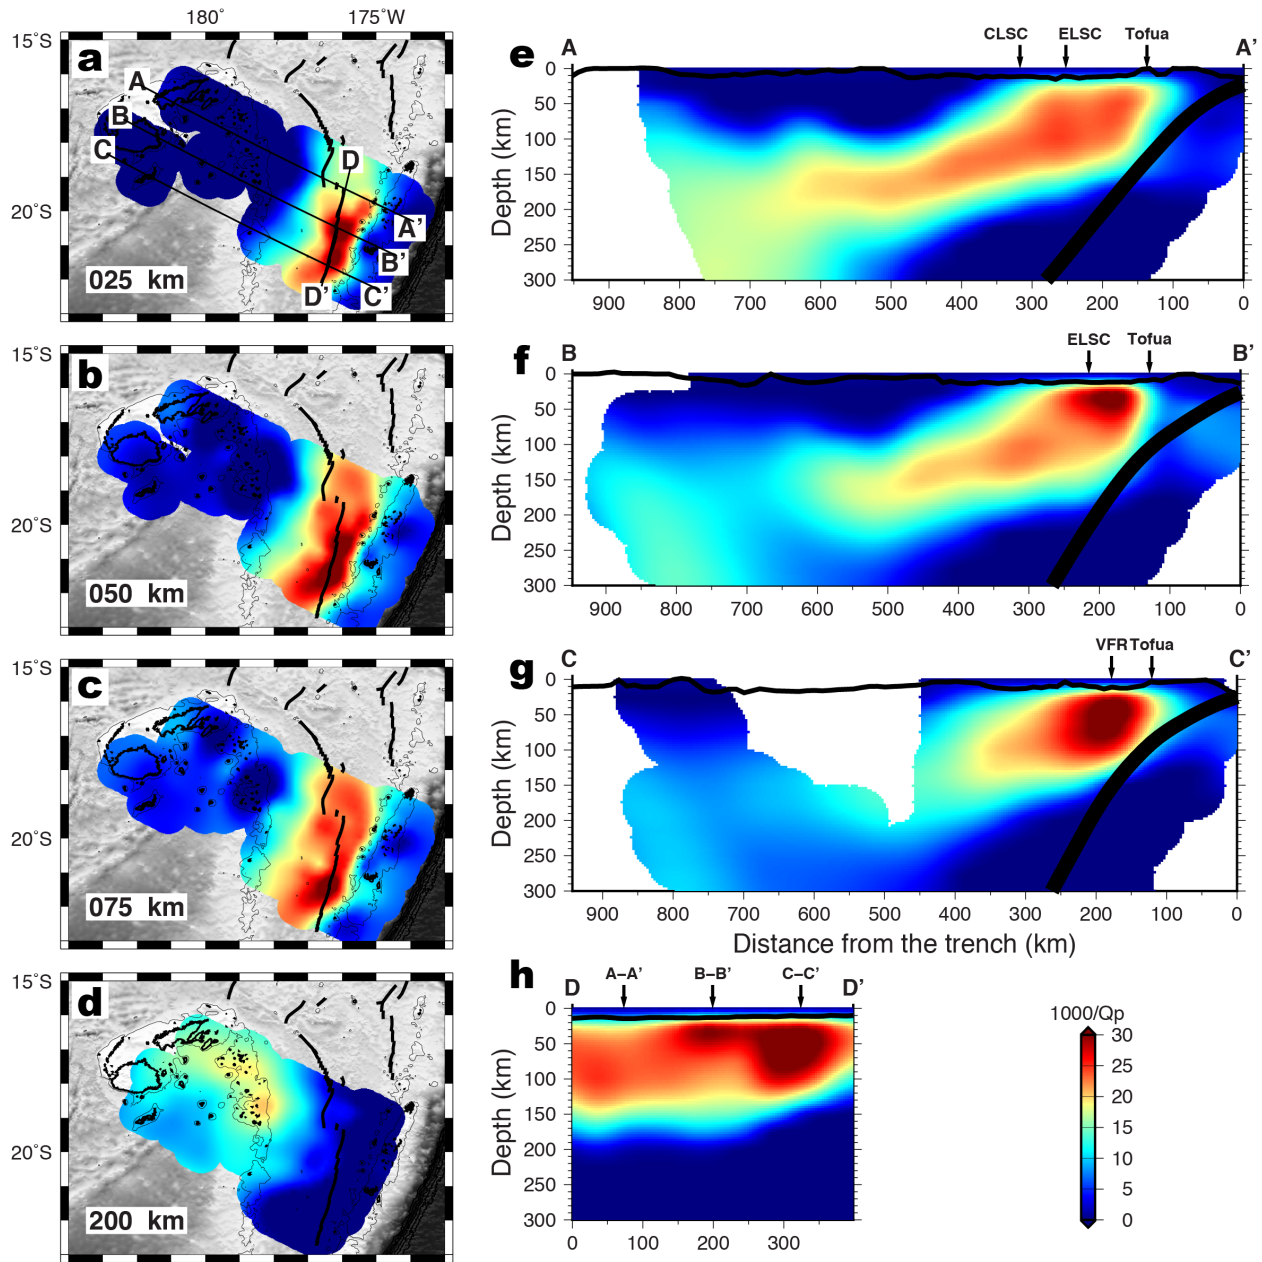 180° 175°W
15°S
a
A
B
C
D
20°S
A'
B'
D' C'
025 km
15°S
b
20°S
050 km
15°S
c
20°S
075 km
15°S
d
20°S
200 km
e
A CLSC ELSC Tofua A'
Depth (km)
0
50
100
150
200
250
300
900 800 700 600 500 400 300 200 100 0
f
B ELSC Tofua B'
Depth (km)
0
50
100
150
200
250
300
900 800 700 600 500 400 300 200 100 0
g
C VFR Tofua C'
Depth (km)
0
50
100
150
200
250
300
900 800 700 600 500 400 300 200 100 0
Distance from the trench (km)
h
D A–A' B–B' C–C' D'
Depth (km)
0
50
100
150
200
250
300
0 100 200 300
1000/Qp
30
25
20
15
10
5
0